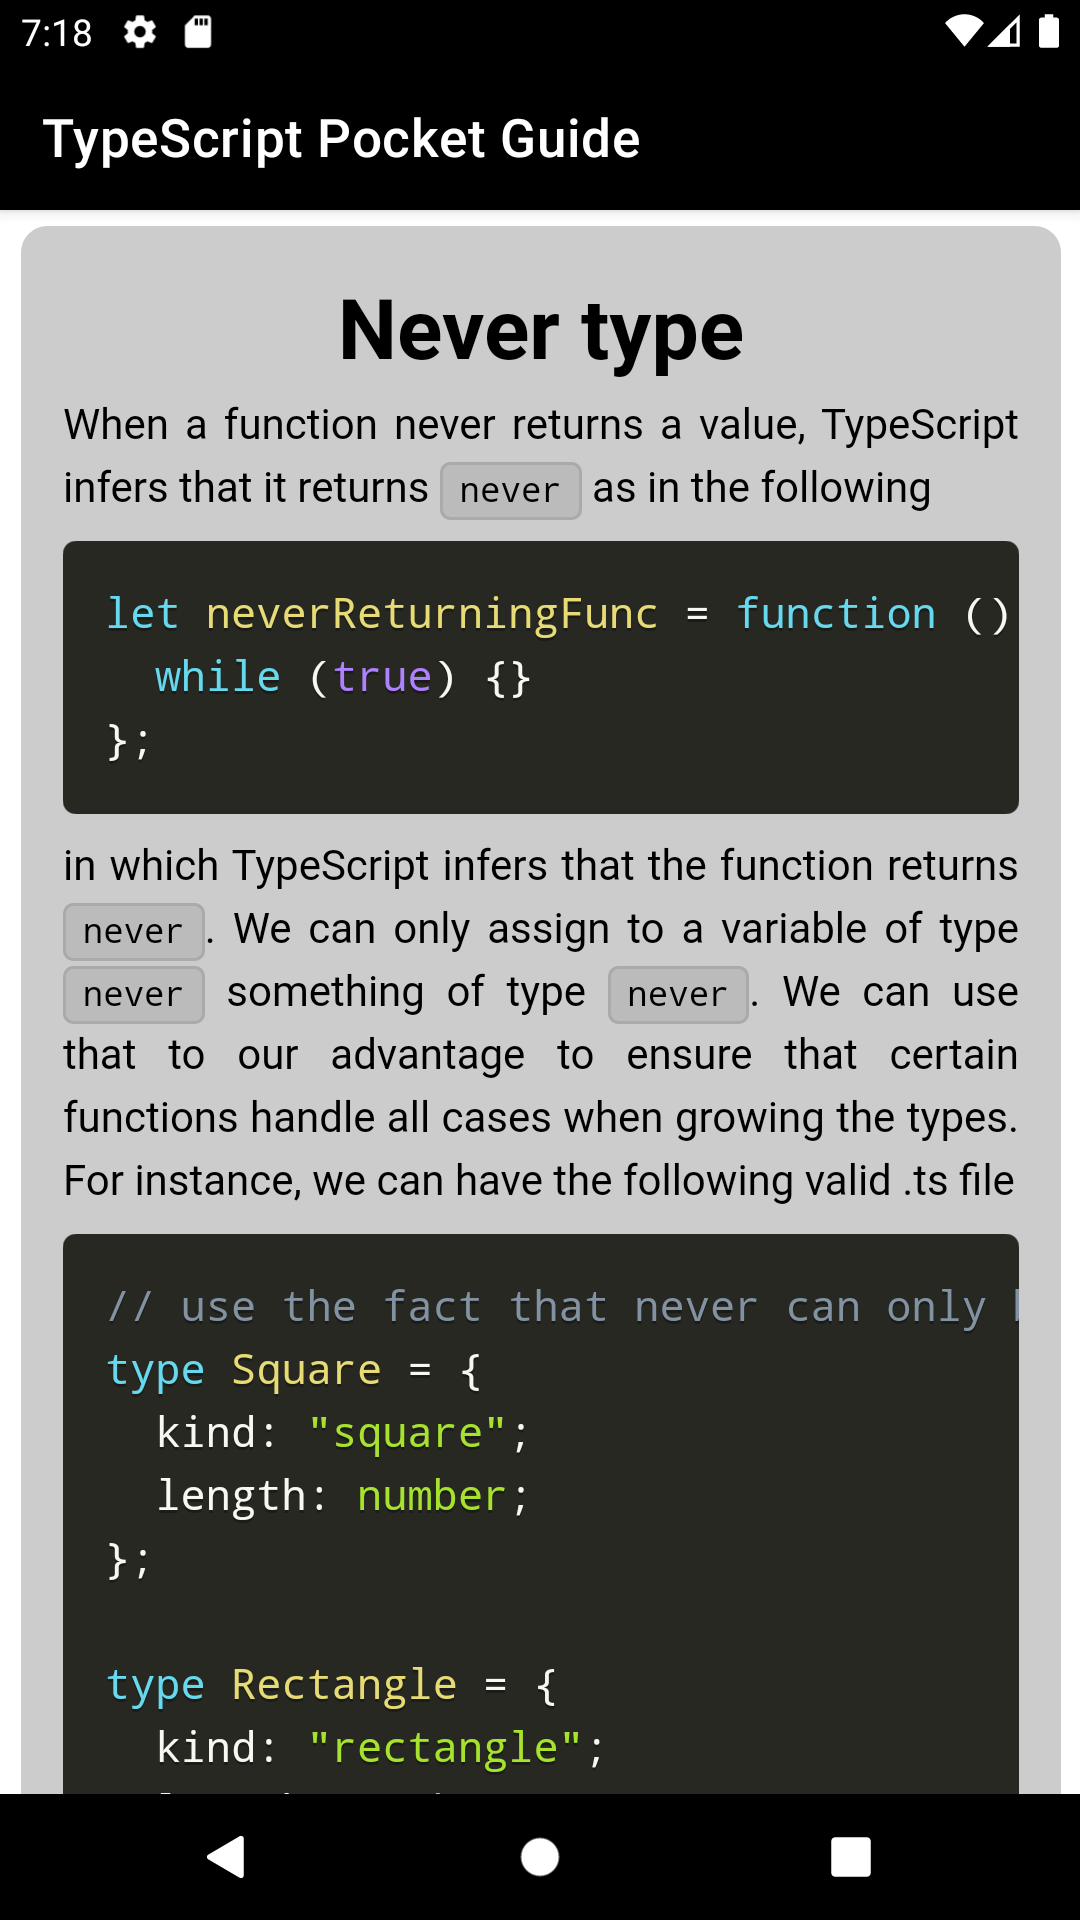 7:18
TypeScript Pocket Guide
Never type
When a function never returns a value, TypeScript
infers that it returns never as in the following
let neverReturningFunc = function ()
  while (true) {}
};
in which TypeScript infers that the function returns
never. We can only assign to a variable of type
never something of type never. We can use
that to our advantage to ensure that certain
functions handle all cases when growing the types.
For instance, we can have the following valid .ts file
// use the fact that never can only
type Square = {
  kind: "square";
  length: number;
};
type Rectangle = {
  kind: "rectangle";